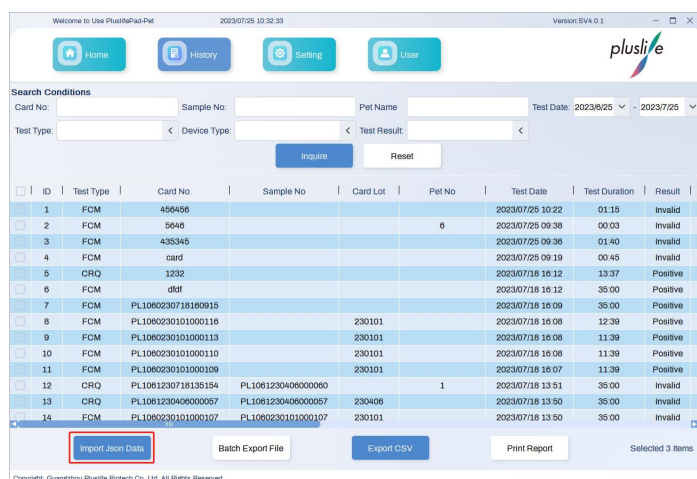 Welcome to Use PluslifePad-Pet 2023/07/25 10:32:33 Version:SV4.0.1
Home History Setting User pluslife
Search Conditions
Card No: Sample No: Pet Name Test Date: 2023/6/25 - 2023/7/25
Test Type: Device Type: Test Result:
Inquire Reset
ID Test Type Card No. Sample No Card Lot Pet No Test Date Test Duration Result
1 FCM 456456 2023/07/25 10:22 01:15 Invalid
2 FCM 5646 6 2023/07/25 09:38 00:03 Invalid
3 FCM 435345 2023/07/25 09:36 01:40 Invalid
4 FCM card 2023/07/25 09:19 00:45 Invalid
5 CRQ 1232 2023/07/18 16:12 13:37 Positive
6 FCM dfdf 2023/07/18 16:12 35:00 Positive
7 FCM PL1060230718160915 2023/07/18 16:09 35:00 Positive
8 FCM PL1060230101000116 230101 2023/07/18 16:08 12:39 Positive
9 FCM PL1060230101000113 230101 2023/07/18 16:08 11:39 Positive
10 FCM PL1060230101000110 230101 2023/07/18 16:08 11:39 Positive
11 FCM PL1060230101000109 230101 2023/07/18 16:07 11:39 Positive
12 CRQ PL1061230718135154 PL1061230406000060 1 2023/07/18 13:51 35:00 Invalid
13 CRQ PL1061230406000057 PL1061230406000057 230406 2023/07/18 13:50 35:00 Invalid
14 FCM PL1060230101000107 PL1060230101000107 230101 2023/07/18 13:50 35:00 Invalid
Import Json Data Batch Export File Export CSV Print Report Selected 3 Items
Copyright: Guangzhou Pluslife Biotech Co., Ltd. All Rights Reserved